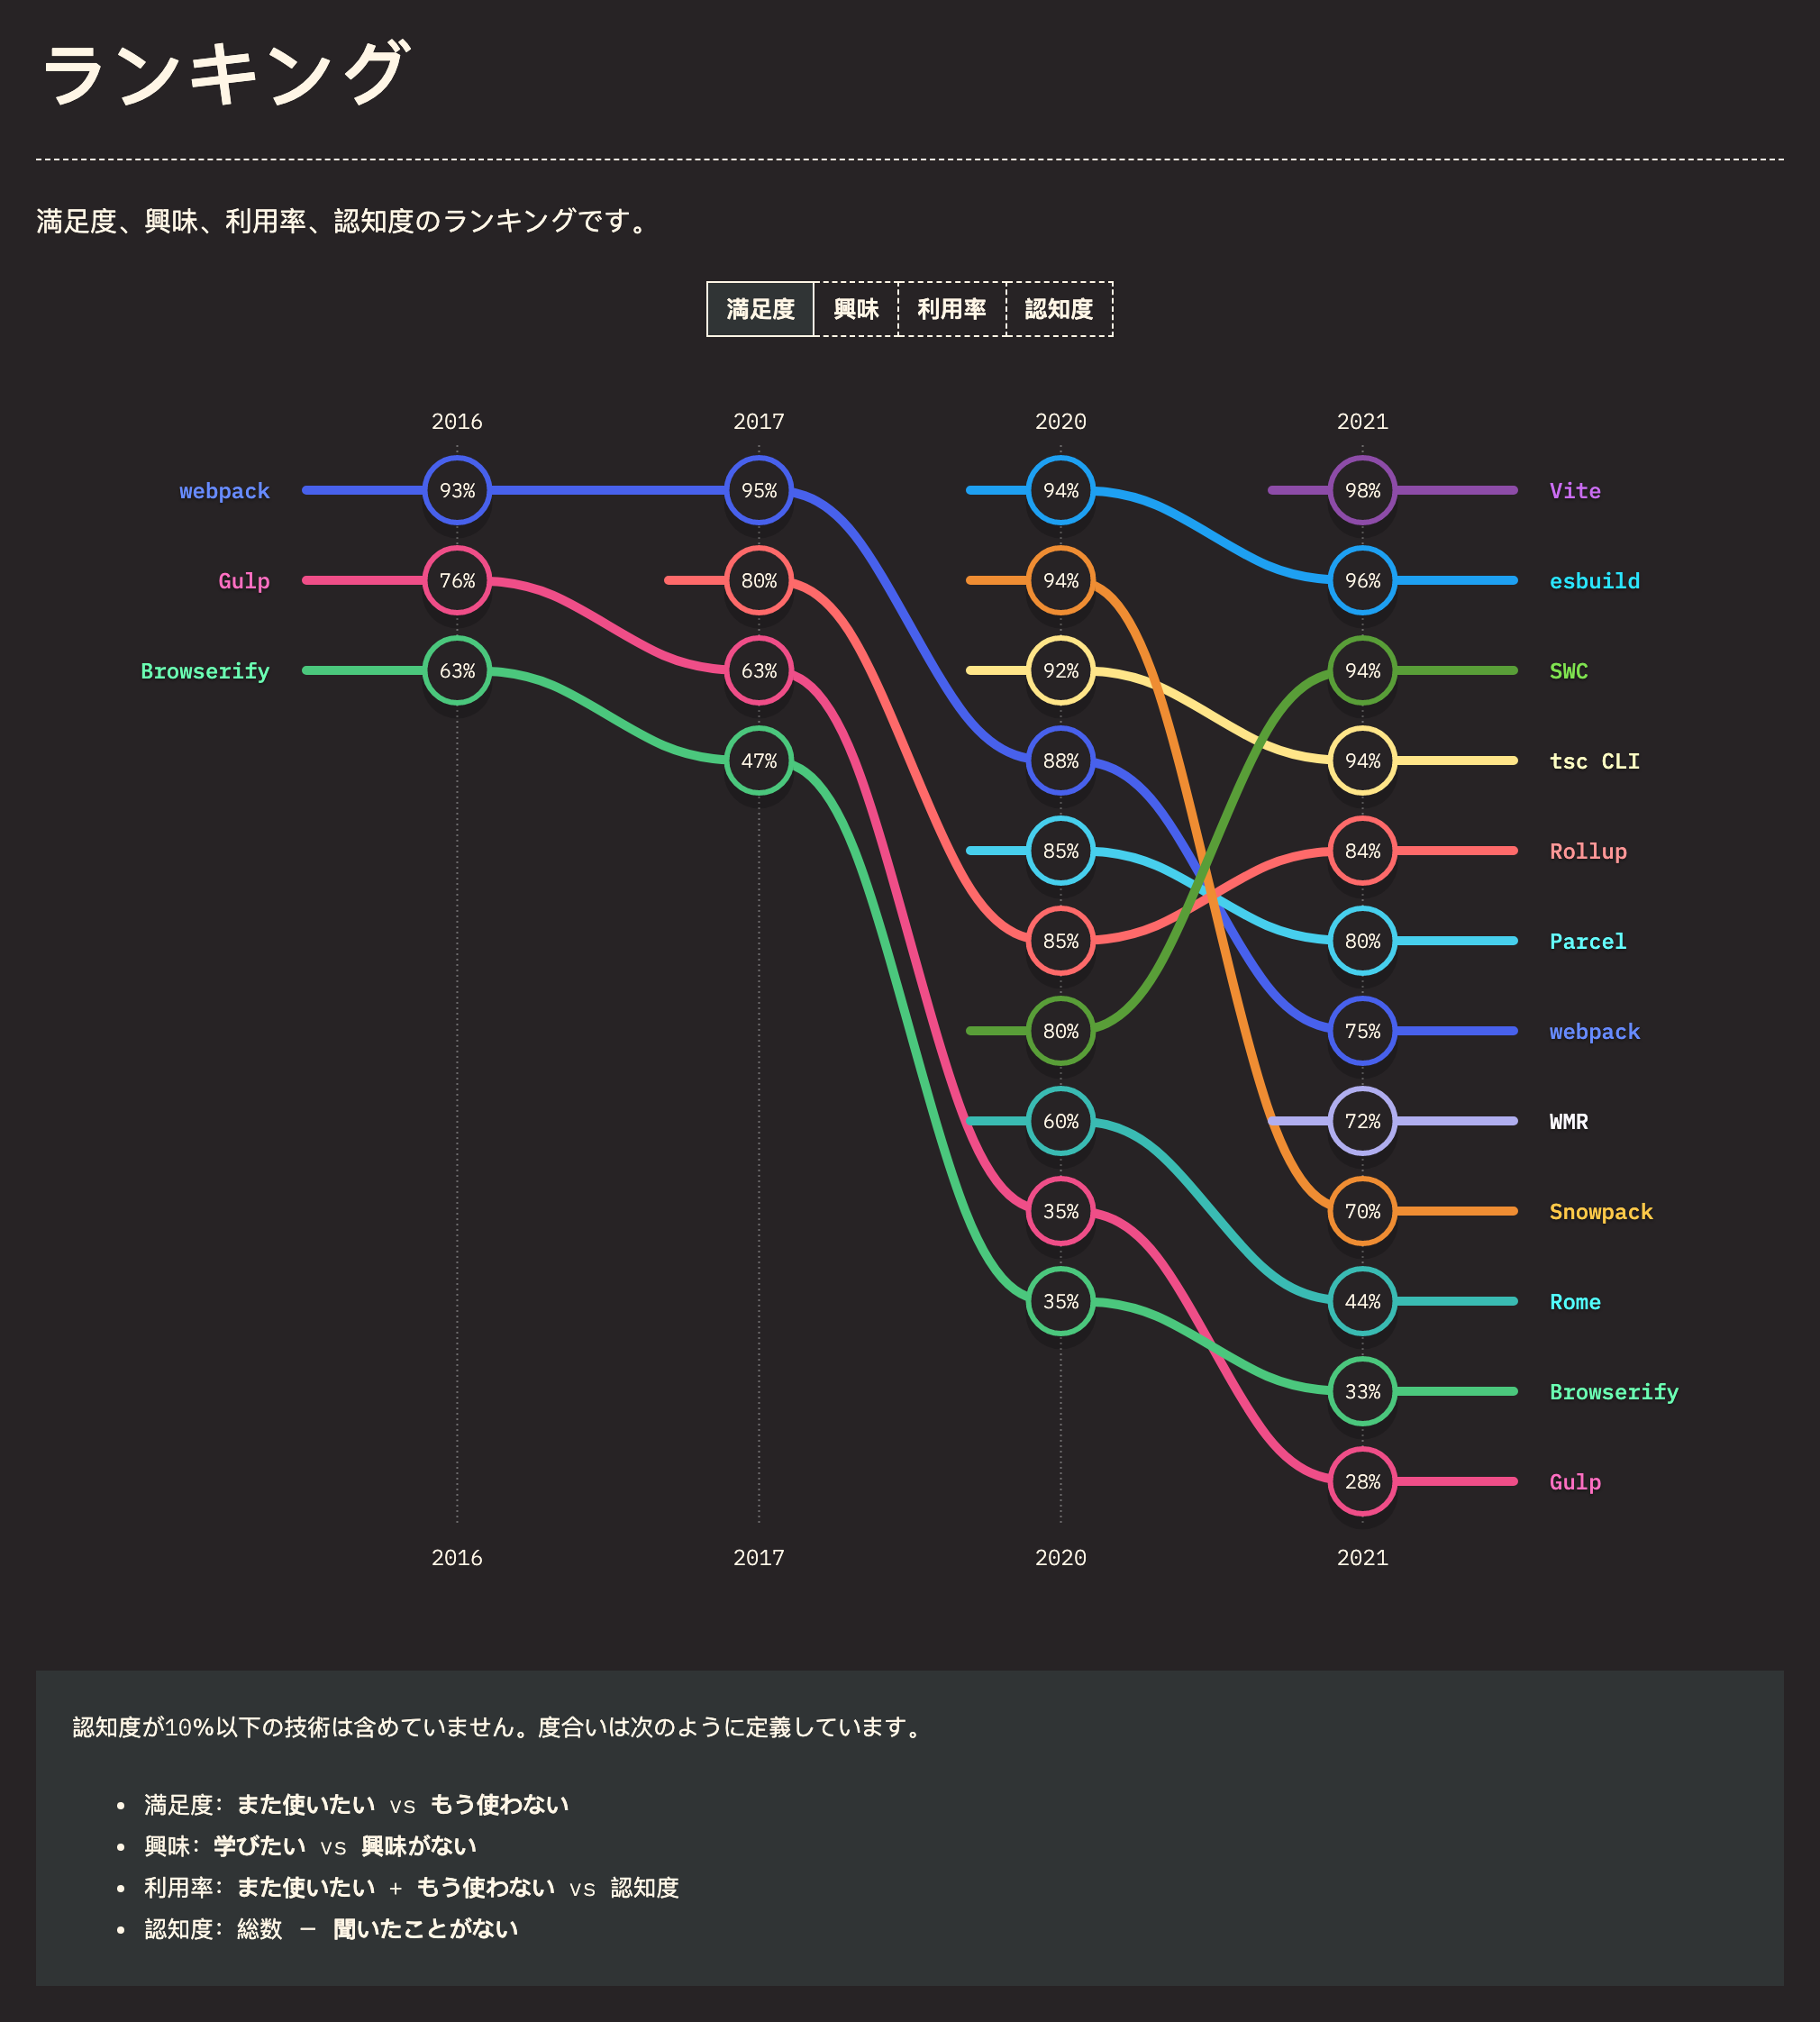 ランキング
満足度、興味、利用率、認知度のランキングです。
満足度 興味 利用率 認知度
2016 2017 2020 2021
webpack 93% 95% 94% 98% Vite
Gulp 76% 80% 94% 96% esbuild
Browserify 63% 63% 92% 94% SWC
47% 88% 94% tsc CLI
85% 84% Rollup
85% 80% Parcel
80% 75% webpack
60% 72% WMR
35% 70% Snowpack
35% 44% Rome
33% Browserify
28% Gulp
2016 2017 2020 2021
認知度が10%以下の技術は含めていません。度合いは次のように定義しています。
• 満足度: また使いたい vs もう使わない
• 興味: 学びたい vs 興味がない
• 利用率: また使いたい + もう使わない vs 認知度
• 認知度: 総数 － 聞いたことがない